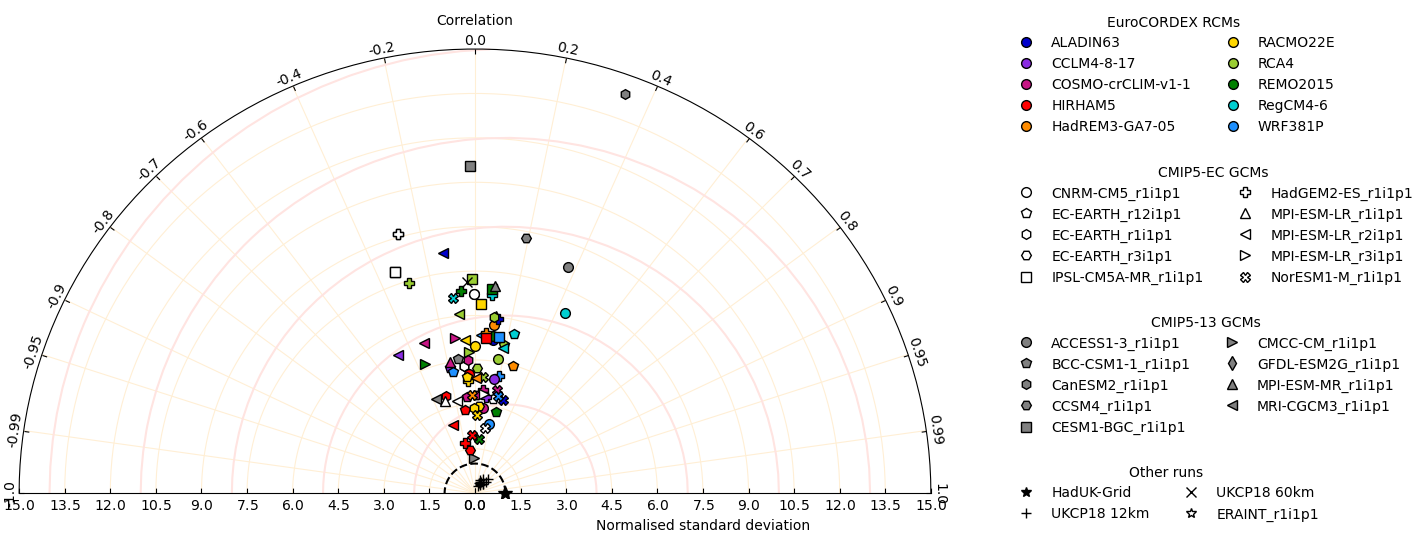 Correlation
0.0
-0.2
0.2
-0.4
0.4
-0.6
0.6
-0.7
0.7
-0.8
0.8
-0.9
0.9
-0.95
0.95
-0.99
0.99
-1.0
1.0
15.0 13.5 12.0 10.5 9.0 7.5 6.0 4.5 3.0 1.5 0.0 1.5 3.0 4.5 6.0 7.5 9.0 10.5 12.0 13.5 15.0
Normalised standard deviation
EuroCORDEX RCMs
ALADIN63 RACMO22E
CCLM4-8-17 RCA4
COSMO-crCLIM-v1-1 REMO2015
HIRHAM5 RegCM4-6
HadREM3-GA7-05 WRF381P
CMIP5-EC GCMs
CNRM-CM5_r1i1p1 HadGEM2-ES_r1i1p1
EC-EARTH_r12i1p1 MPI-ESM-LR_r1i1p1
EC-EARTH_r1i1p1 MPI-ESM-LR_r2i1p1
EC-EARTH_r3i1p1 MPI-ESM-LR_r3i1p1
IPSL-CM5A-MR_r1i1p1 NorESM1-M_r1i1p1
CMIP5-13 GCMs
ACCESS1-3_r1i1p1 CMCC-CM_r1i1p1
BCC-CSM1-1_r1i1p1 GFDL-ESM2G_r1i1p1
CanESM2_r1i1p1 MPI-ESM-MR_r1i1p1
CCSM4_r1i1p1 MRI-CGCM3_r1i1p1
CESM1-BGC_r1i1p1
Other runs
HadUK-Grid UKCP18 60km
UKCP18 12km ERAINT_r1i1p1